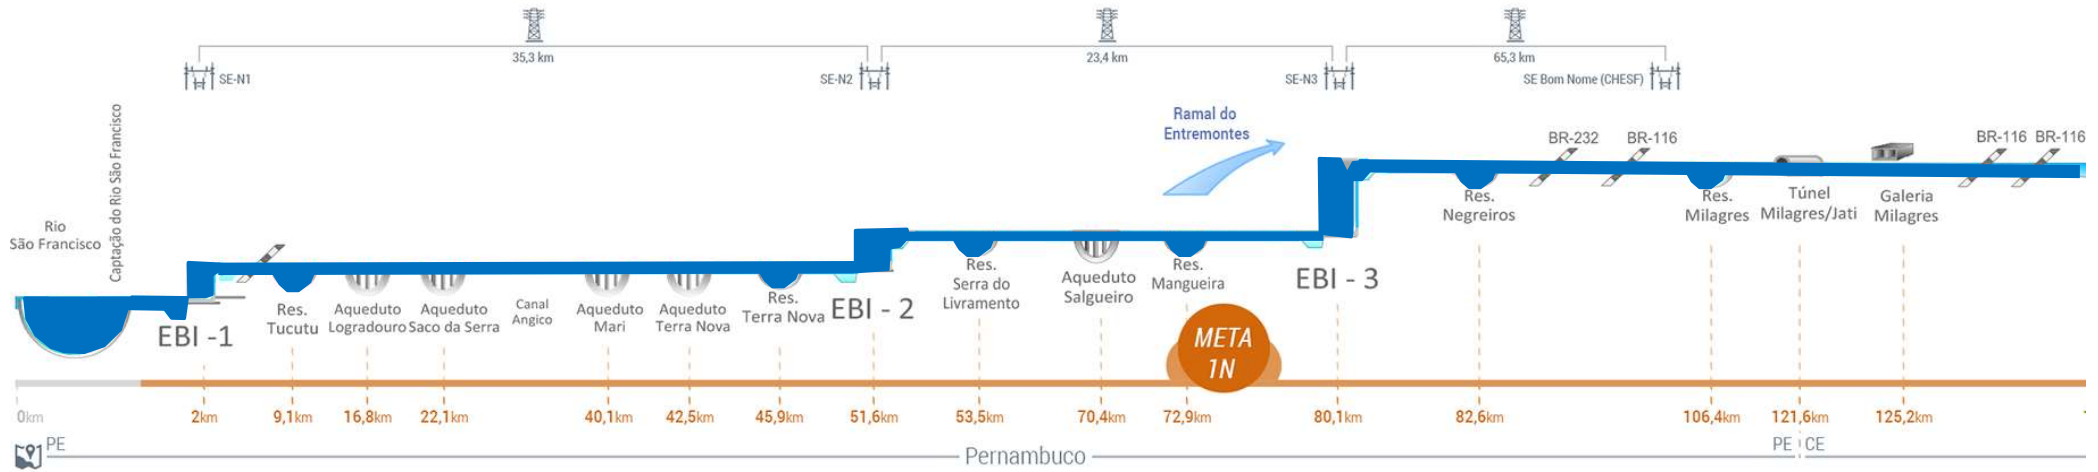 35,3 km
23,4 km
65,3 km
SE-N1
SE-N2
SE-N3
SE Bom Nome (CHESF)
Captação do Rio São Francisco
Rio
São Francisco
Ramal do
Entremontes
BR-232
BR-116
BR-116
BR-116
EBI -1
Res.
Tucutu
Aqueduto
Logradouro
Aqueduto
Saco da Serra
Canal
Angico
Aqueduto
Mari
Aqueduto
Terra Nova
Res.
Terra Nova
EBI - 2
Res.
Serra do
Livramento
Aqueduto
Salgueiro
Res.
Mangueira
EBI - 3
Res.
Negreiros
Res.
Milagres
Túnel
Milagres/Jati
Galeria
Milagres
META
1N
0km
2km
9,1km
16,8km
22,1km
40,1km
42,5km
45,9km
51,6km
53,5km
70,4km
72,9km
80,1km
82,6km
106,4km
121,6km
125,2km
PE
Pernambuco
PE
CE